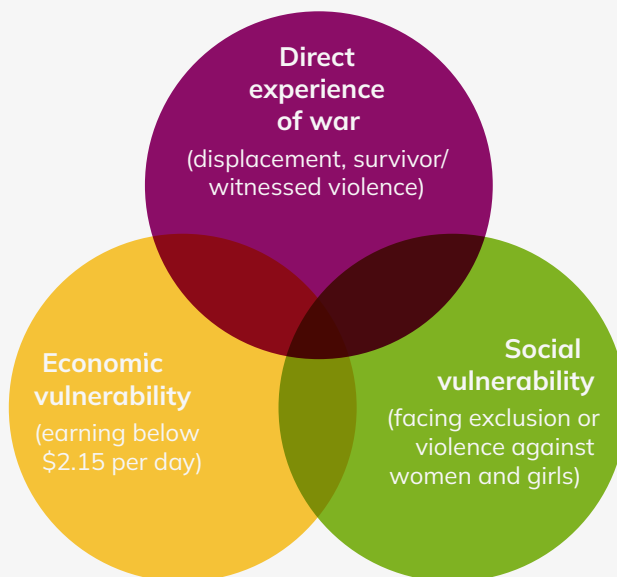 Direct
experience
of war
(displacement, survivor/
witnessed violence)
Economic
vulnerability
(earning below
$2.15 per day)
Social
vulnerability
(facing exclusion or
violence against
women and girls)